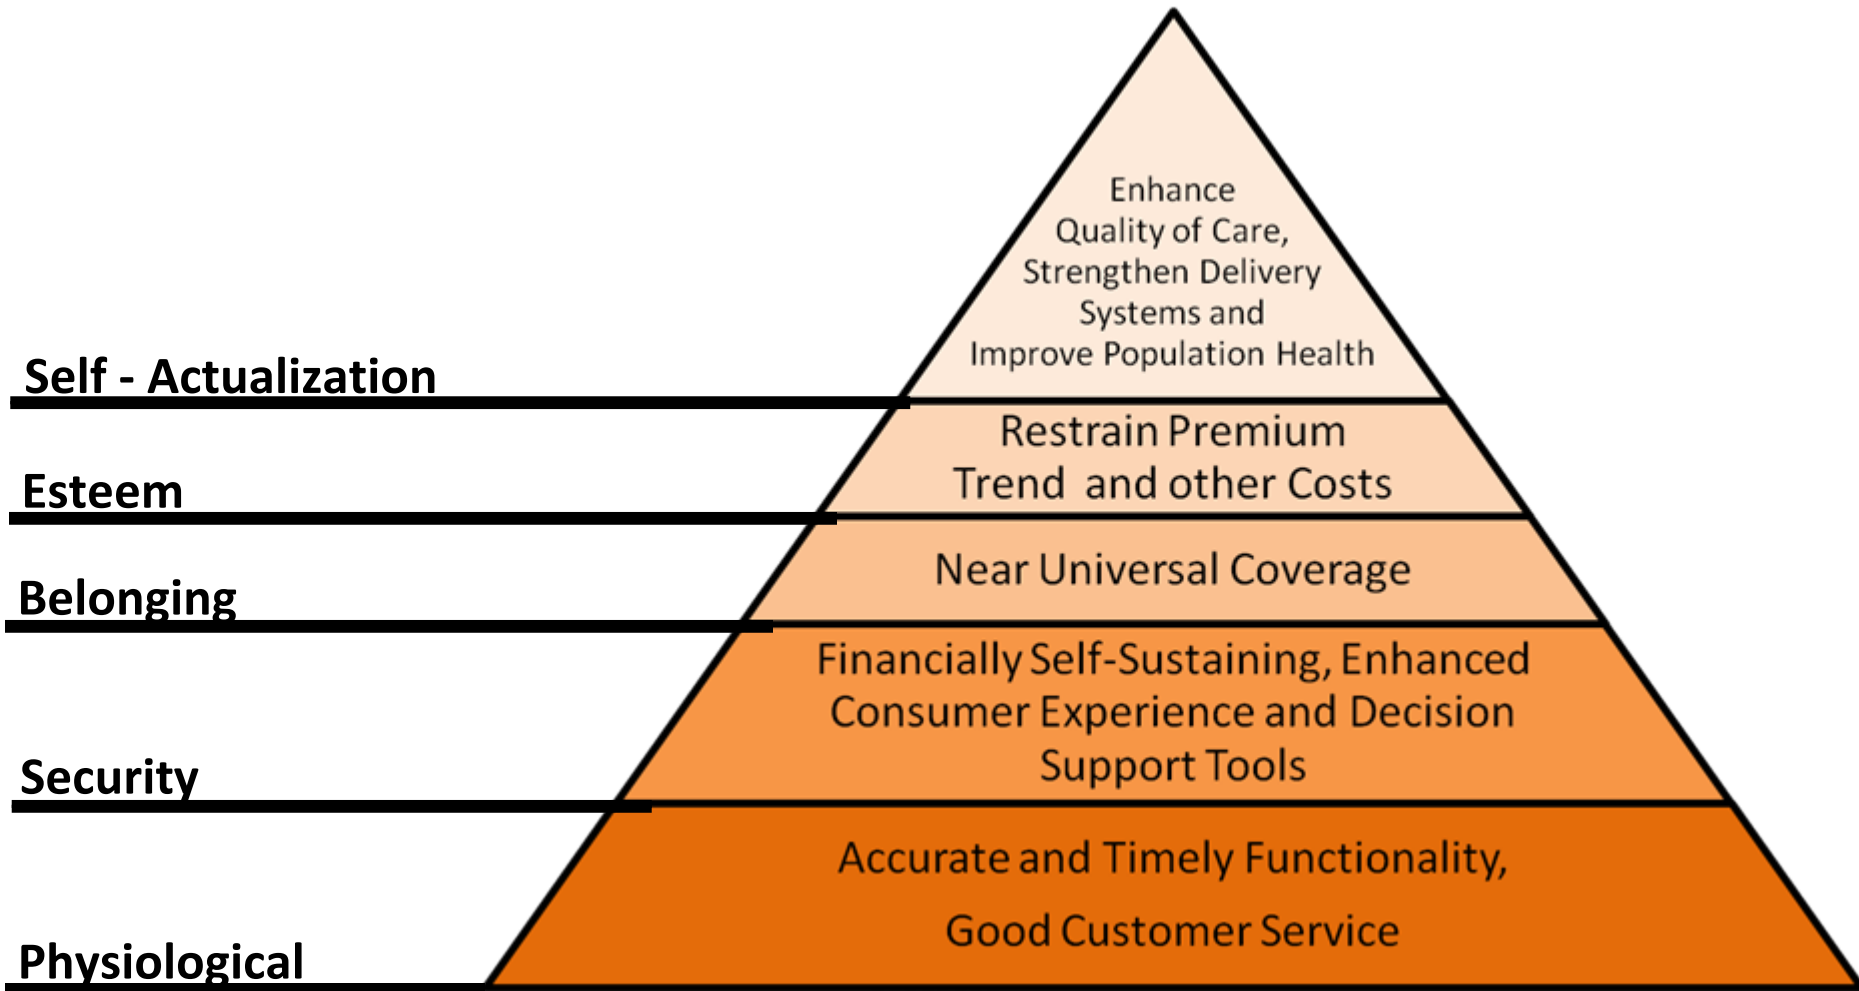 Enhance
Quality of Care,
Strengthen Delivery
Systems and
Improve Population Health
Self - Actualization
Restrain Premium
Trend and other Costs
Esteem
Near Universal Coverage
Belonging
Financially Self-Sustaining, Enhanced
Consumer Experience and Decision
Support Tools
Security
Accurate and Timely Functionality,
Good Customer Service
Physiological